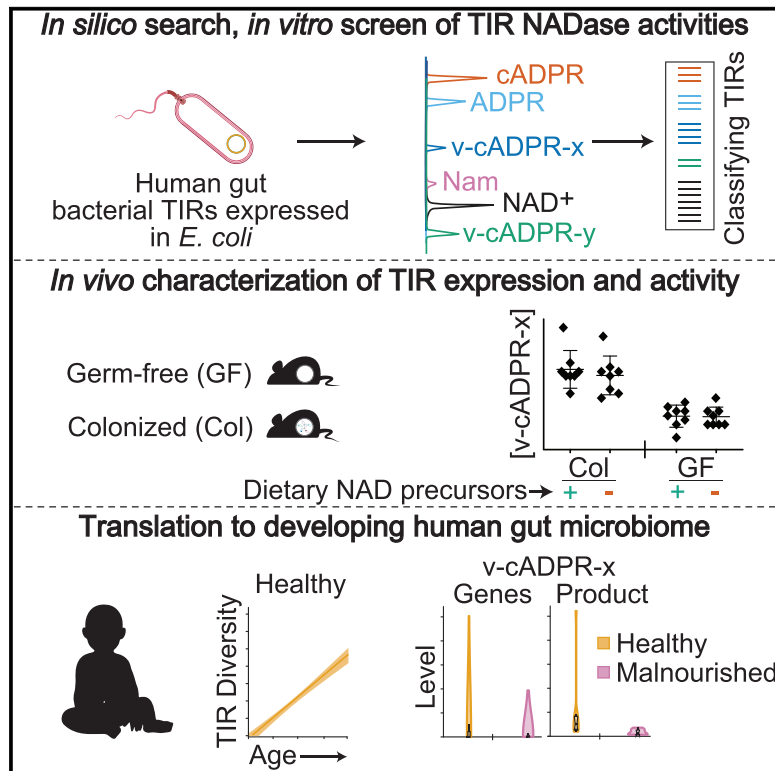 In silico search, in vitro screen of TIR NADase activities
cADPR
ADPR
v-cADPR-x
Nam
NAD+
v-cADPR-y
Classifying TIRs
Human gut
bacterial TIRs expressed
in E. coli
In vivo characterization of TIR expression and activity
Germ-free (GF)
Colonized (Col)
[v-cADPR-x]
Col GF
Dietary NAD precursors
+ - + -
Translation to developing human gut microbiome
Healthy
TIR Diversity
Age
v-cADPR-x
Genes Product
Level
Healthy
Malnourished